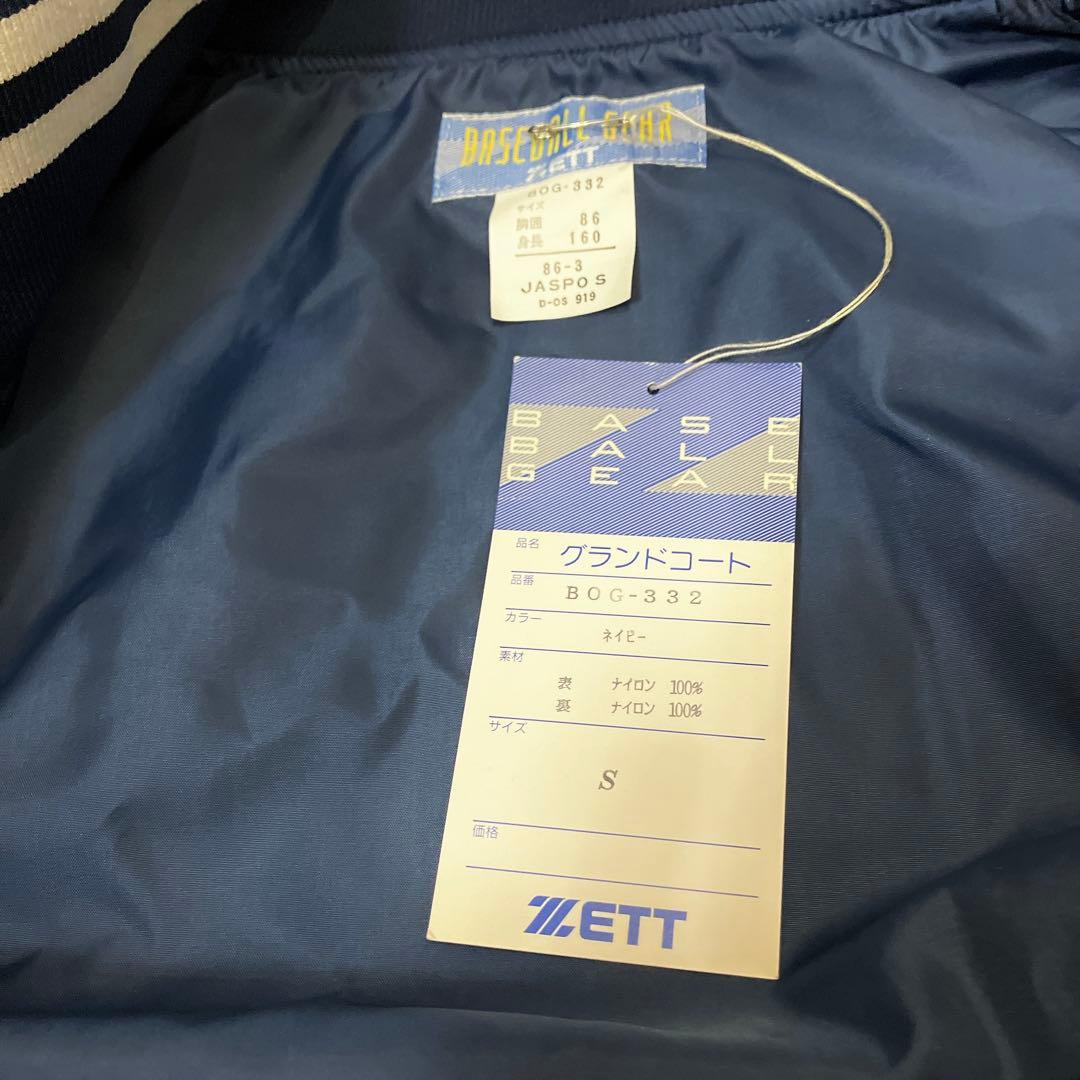 BASEBALL GEAR
ZETT
BOG-332
サイズ
胸囲 86
身長 160
86-3
JASPO S
D-OS 919
BASE
BALL
GEAR
品名 グランドコート
品番 BOG-332
カラー ネイビー
素材
表 ナイロン 100%
裏 ナイロン 100%
サイズ
S
価格
ZETT